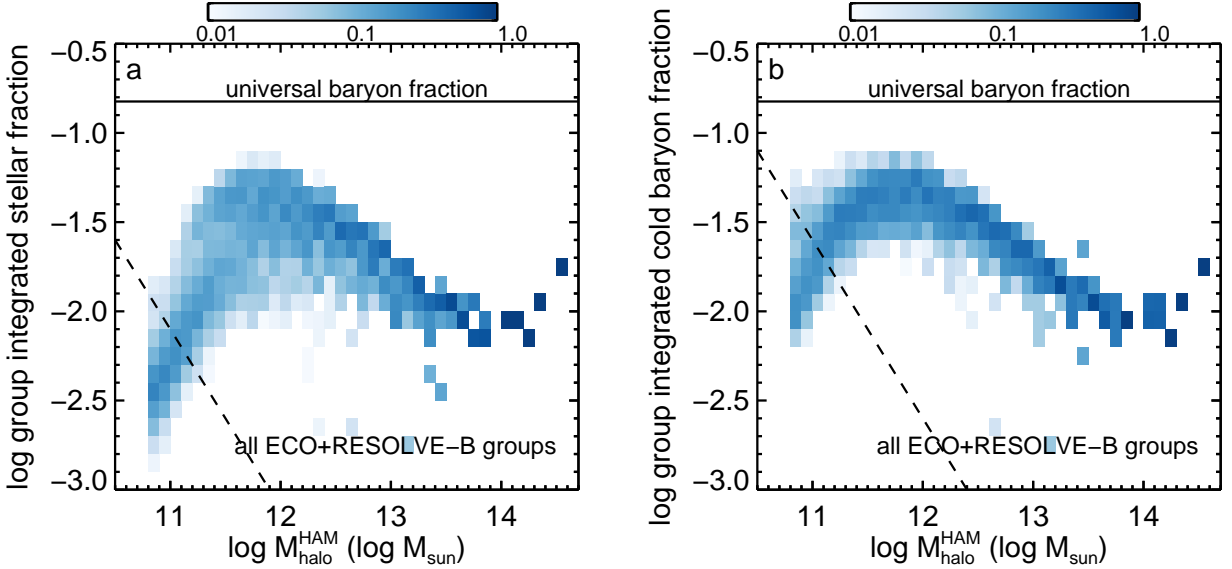 0.01 0.1 1.0
a
universal baryon fraction
−0.5
−1.0
−1.5
−2.0
−2.5
−3.0
log group integrated stellar fraction
all ECO+RESOLVE−B groups
11 12 13 14
log M_halo^HAM (log M_sun)
0.01 0.1 1.0
b
universal baryon fraction
−0.5
−1.0
−1.5
−2.0
−2.5
−3.0
log group integrated cold baryon fraction
all ECO+RESOLVE−B groups
11 12 13 14
log M_halo^HAM (log M_sun)